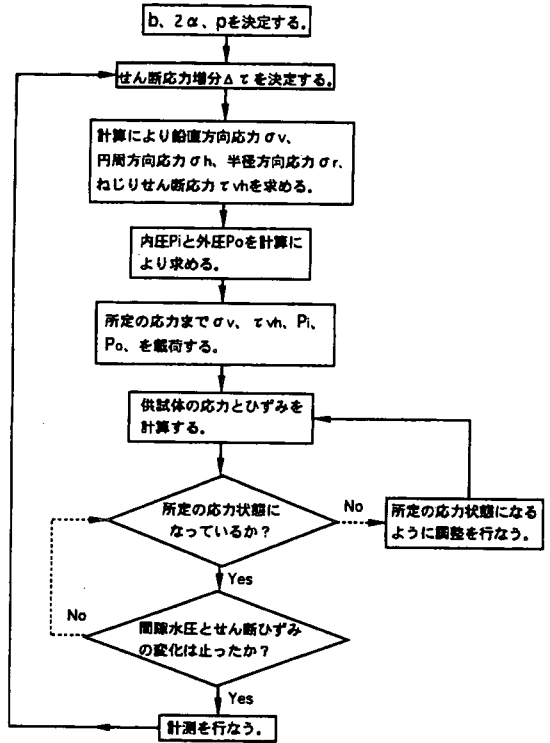 b、2α、pを決定する。
せん断応力増分Δτを決定する。
計算により鉛直方向応力σv、
円周方向応力σh、半径方向応力σr、
ねじりせん断応力τvhを求める。
内圧Piと外圧Poを計算に
より求める。
所定の応力までσv、τvh、Pi、
Po、を載荷する。
供試体の応力とひずみを
計算する。
所定の応力状態に
なっているか?
No
所定の応力状態になる
ように調整を行なう。
Yes
No
間隙水圧とせん断ひずみ
の変化は止ったか?
Yes
計測を行なう。